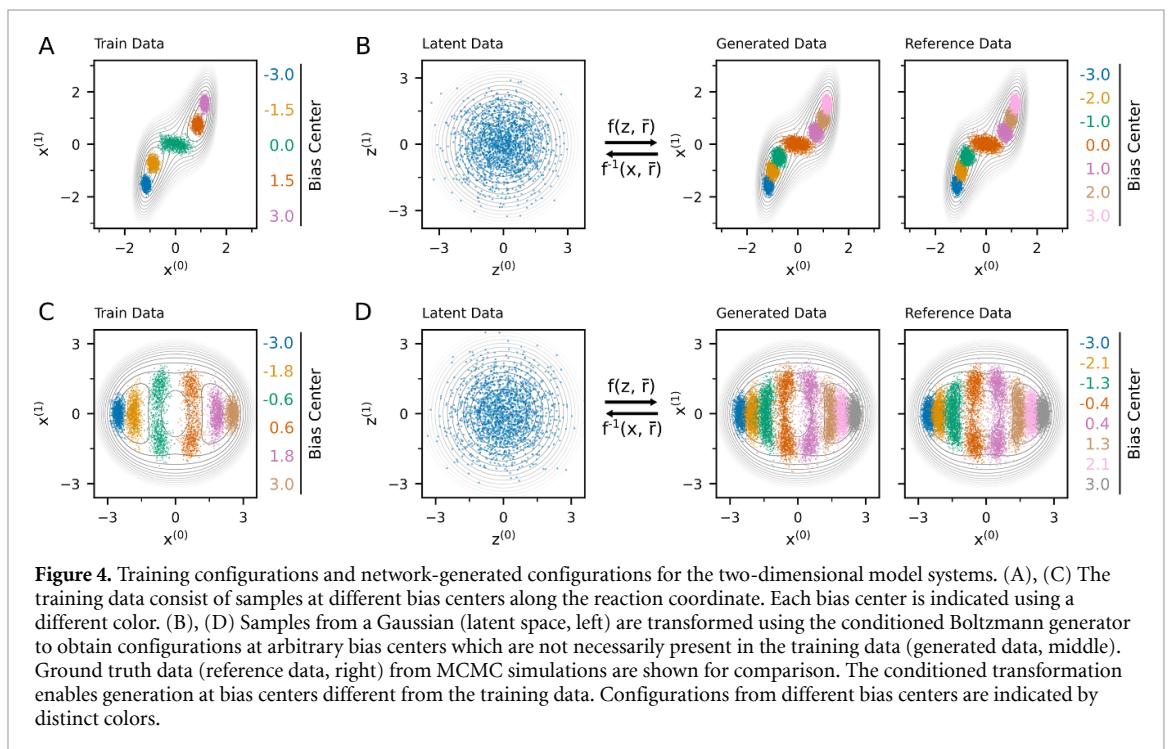 A
Train Data
x(1)
2
0
−2
−2
0
2
x(0)
-3.0
-1.5
0.0
1.5
3.0
Bias Center
B
Latent Data
z(1)
3
0
−3
−3
0
3
z(0)
f(z, r̄)
f-1(x, r̄)
Generated Data
x(1)
2
0
−2
−2
0
2
x(0)
Reference Data
−2
0
2
x(0)
-3.0
-2.0
-1.0
0.0
1.0
2.0
3.0
Bias Center
C
Train Data
x(1)
3
0
−3
−3
0
3
x(0)
-3.0
-1.8
-0.6
0.6
1.8
3.0
Bias Center
D
Latent Data
z(1)
3
0
−3
−3
0
3
z(0)
f(z, r̄)
f-1(x, r̄)
Generated Data
x(1)
3
0
−3
−3
0
3
x(0)
Reference Data
−3
0
3
x(0)
-3.0
-2.1
-1.3
-0.4
0.4
1.3
2.1
3.0
Bias Center
Figure 4. Training configurations and network-generated configurations for the two-dimensional model systems. (A), (C) The
training data consist of samples at different bias centers along the reaction coordinate. Each bias center is indicated using a
different color. (B), (D) Samples from a Gaussian (latent space, left) are transformed using the conditioned Boltzmann generator
to obtain configurations at arbitrary bias centers which are not necessarily present in the training data (generated data, middle).
Ground truth data (reference data, right) from MCMC simulations are shown for comparison. The conditioned transformation
enables generation at bias centers different from the training data. Configurations from different bias centers are indicated by
distinct colors.